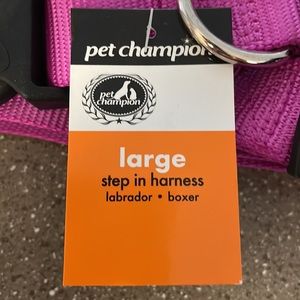 pet champion
pet
champion
large
step in harness
labrador • boxer